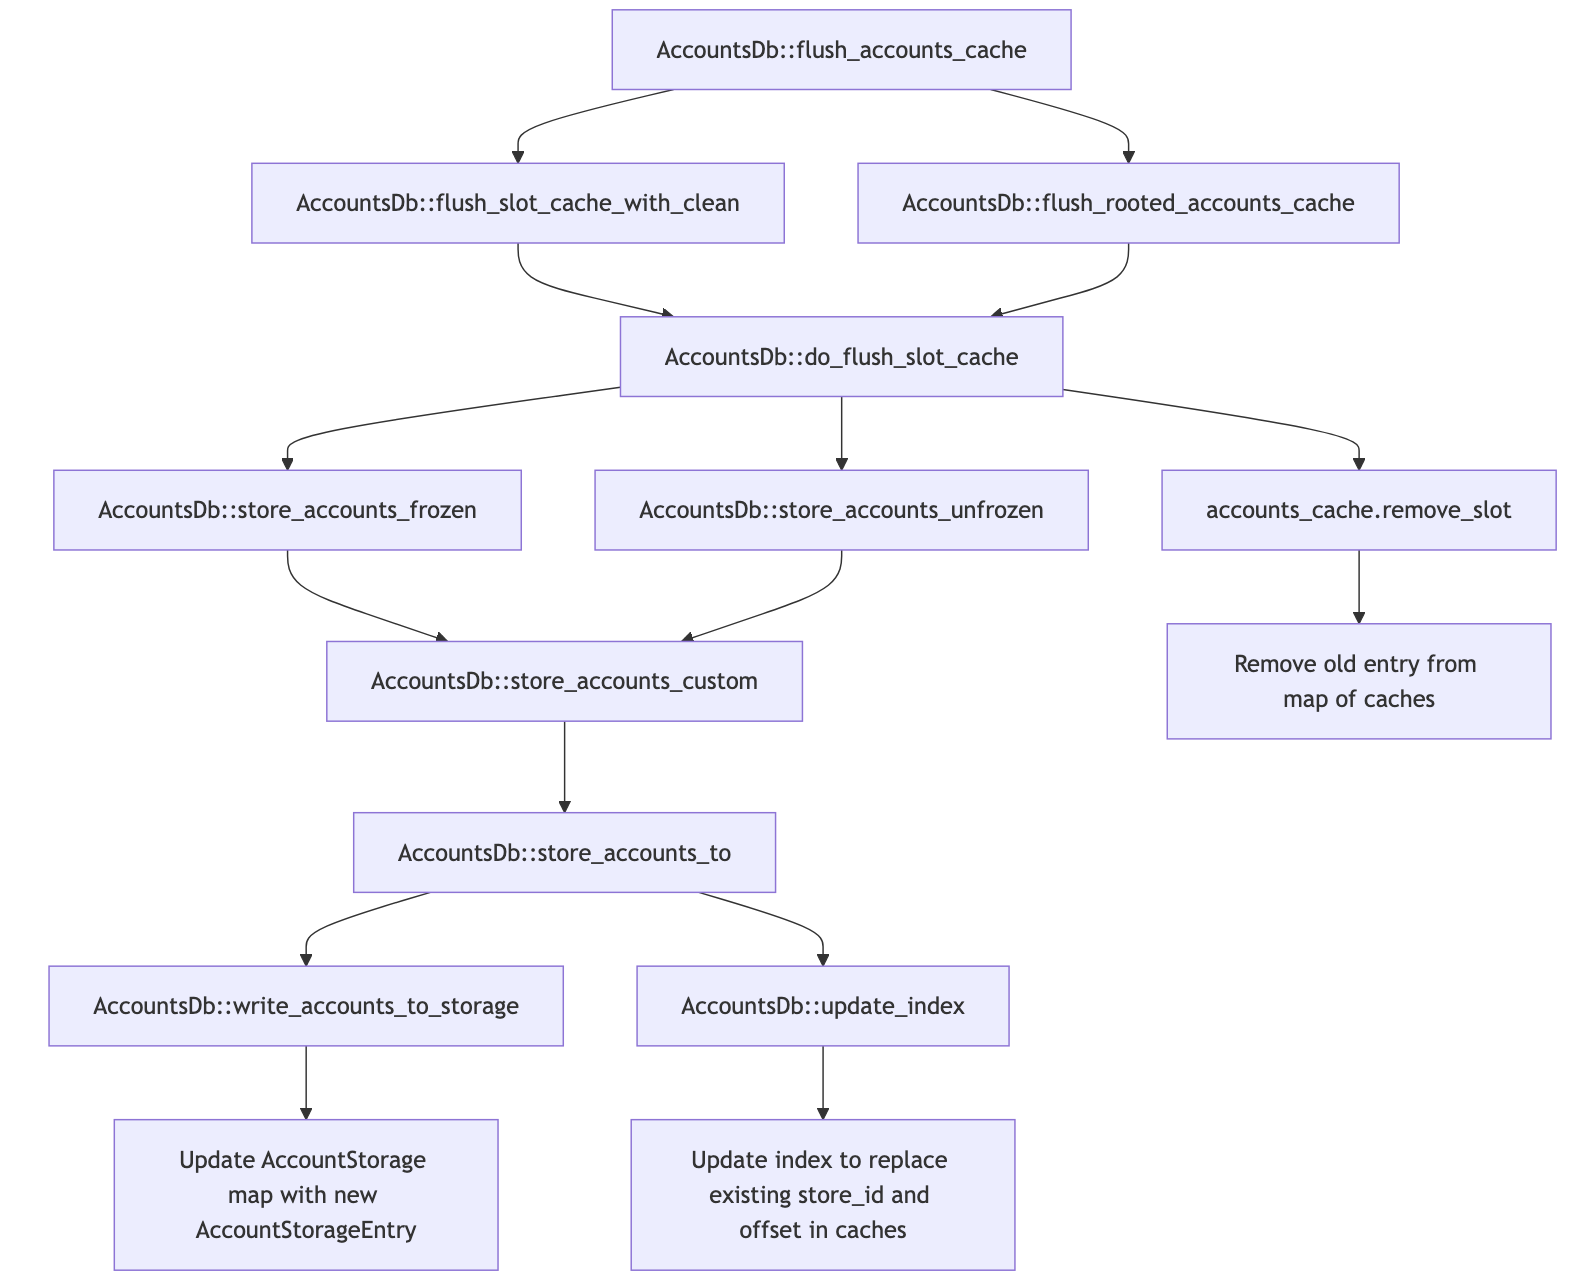 AccountsDb::flush_accounts_cache
AccountsDb::flush_slot_cache_with_clean
AccountsDb::flush_rooted_accounts_cache
AccountsDb::do_flush_slot_cache
AccountsDb::store_accounts_frozen
AccountsDb::store_accounts_unfrozen
accounts_cache.remove_slot
Remove old entry from
map of caches
AccountsDb::store_accounts_custom
AccountsDb::store_accounts_to
AccountsDb::write_accounts_to_storage
AccountsDb::update_index
Update AccountStorage
map with new
AccountStorageEntry
Update index to replace
existing store_id and
offset in caches